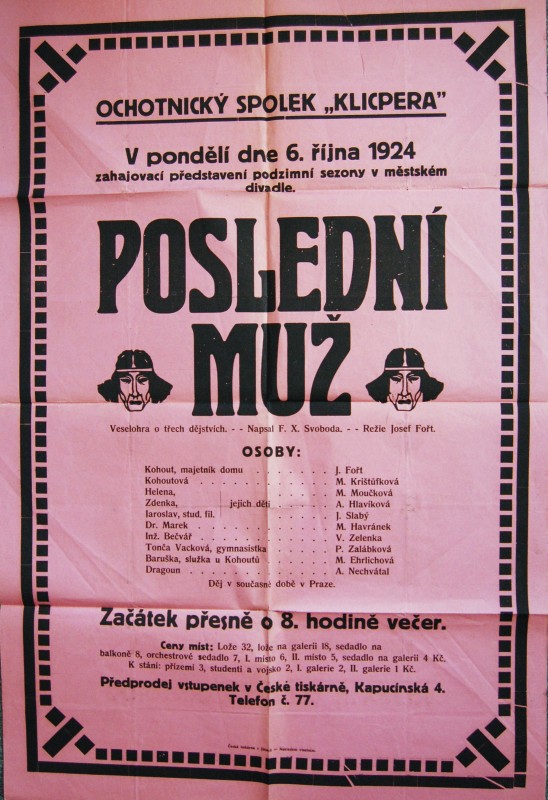 OCHOTNICKÝ SPOLEK „KLICPERA“
V pondělí dne 6. října 1924
zahajovací představení podzimní sezony v městském
divadle.
POSLEDNÍ
MUŽ
Veselohra o třech dějstvích. - - Napsal F. X. Svoboda. - - Režie Josef Fořt.
OSOBY:
Kohout, majetník domu . . . . . . . . J. Fořt
Kohoutová . . . . . . . . . . . . . . M. Krištúfková
Helena, . . . . . . . . . . M. Moučková
Zdenka, jejich děti . . . . . . A. Hlavíková
Jaroslav, stud. fil. . . . . . . . . . . J. Slabý
Dr. Marek . . . . . . . . . . . . . . M. Havránek
Inž. Bečvář . . . . . . . . . . . . . V. Zelenka
Tonča Vacková, gymnasistka . . . . . . P. Zalábková
Baruška, služka u Kohoutů . . . . . . M. Ehrlichová
Dragoun . . . . . . . . . . . . . . A. Nechvátal
Děj v současné době v Praze.
Začátek přesně o 8. hodině večer.
Ceny míst: Lože 32, lože na galerii 18, sedadlo na
balkoně 8, orchestrové sedadlo 7, I. místo 6, II. místo 5, sedadlo na galerii 4 Kč.
K stání: přízemí 3, studenti a vojsko 2, I. galerie 2, II. galerie 1 Kč.
Předprodej vstupenek v České tiskárně, Kapucínská 4.
Telefon č. 77.